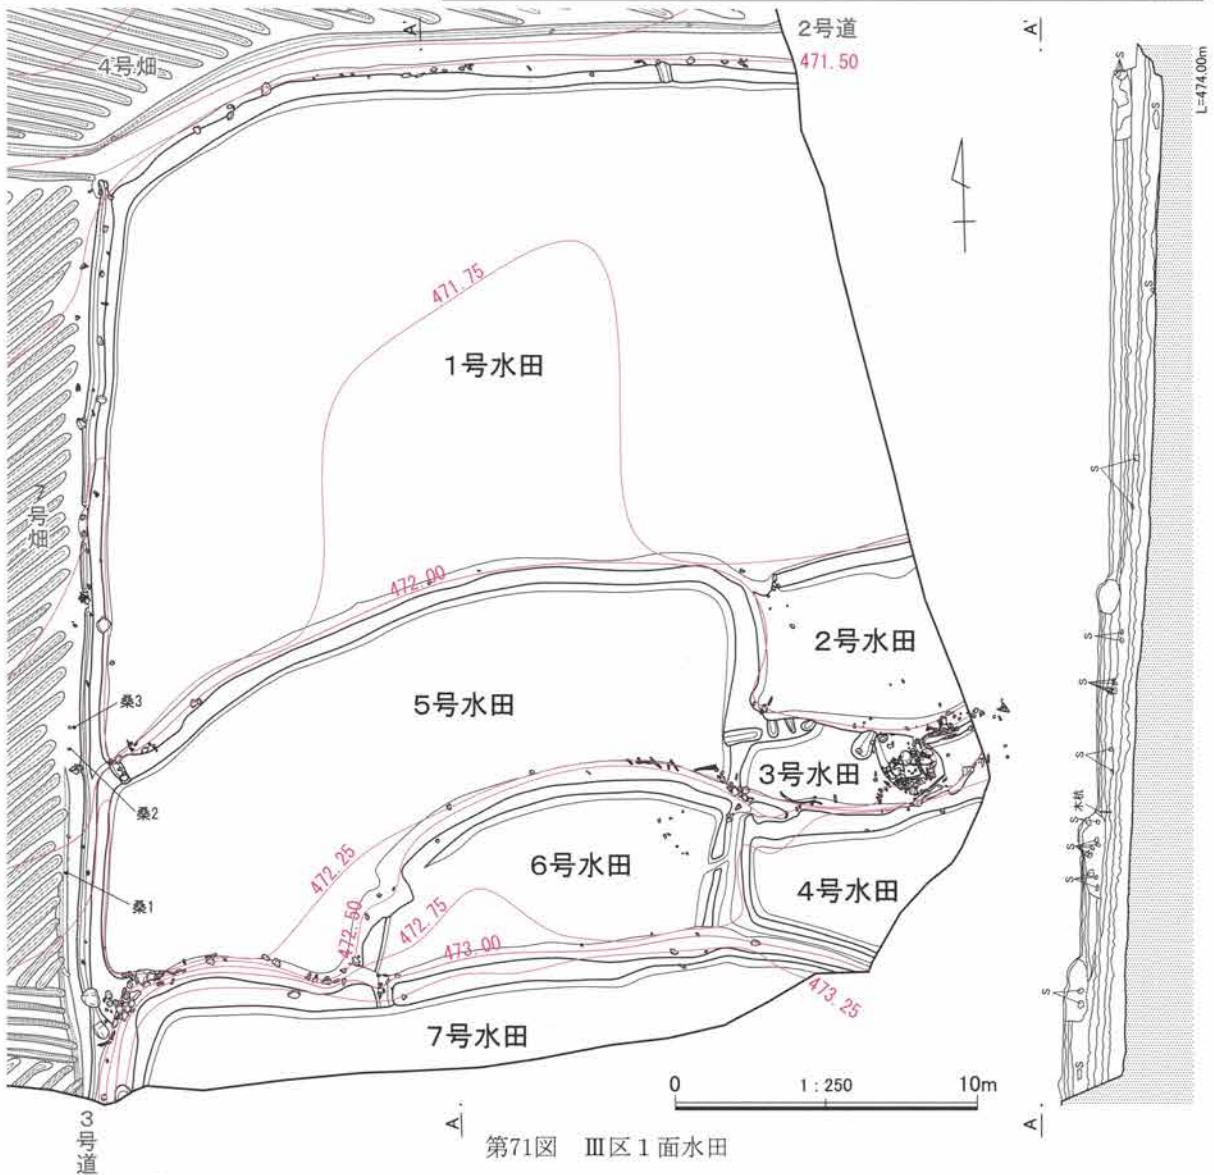 A'
2号道
A'
4号畑
471.50
L=474.00m
S
S
471.75
1号水田
S
S
7号畑
472.00
2号水田
S
桑3
5号水田
S
3号水田
S
桑2
木杭
S
6号水田
S
472.25
4号水田
S
桑1
472.50
472.75
473.00
473.25
S
7号水田
S
0
1:250
10m
3号道
A
A
第71図 Ⅲ区1面水田